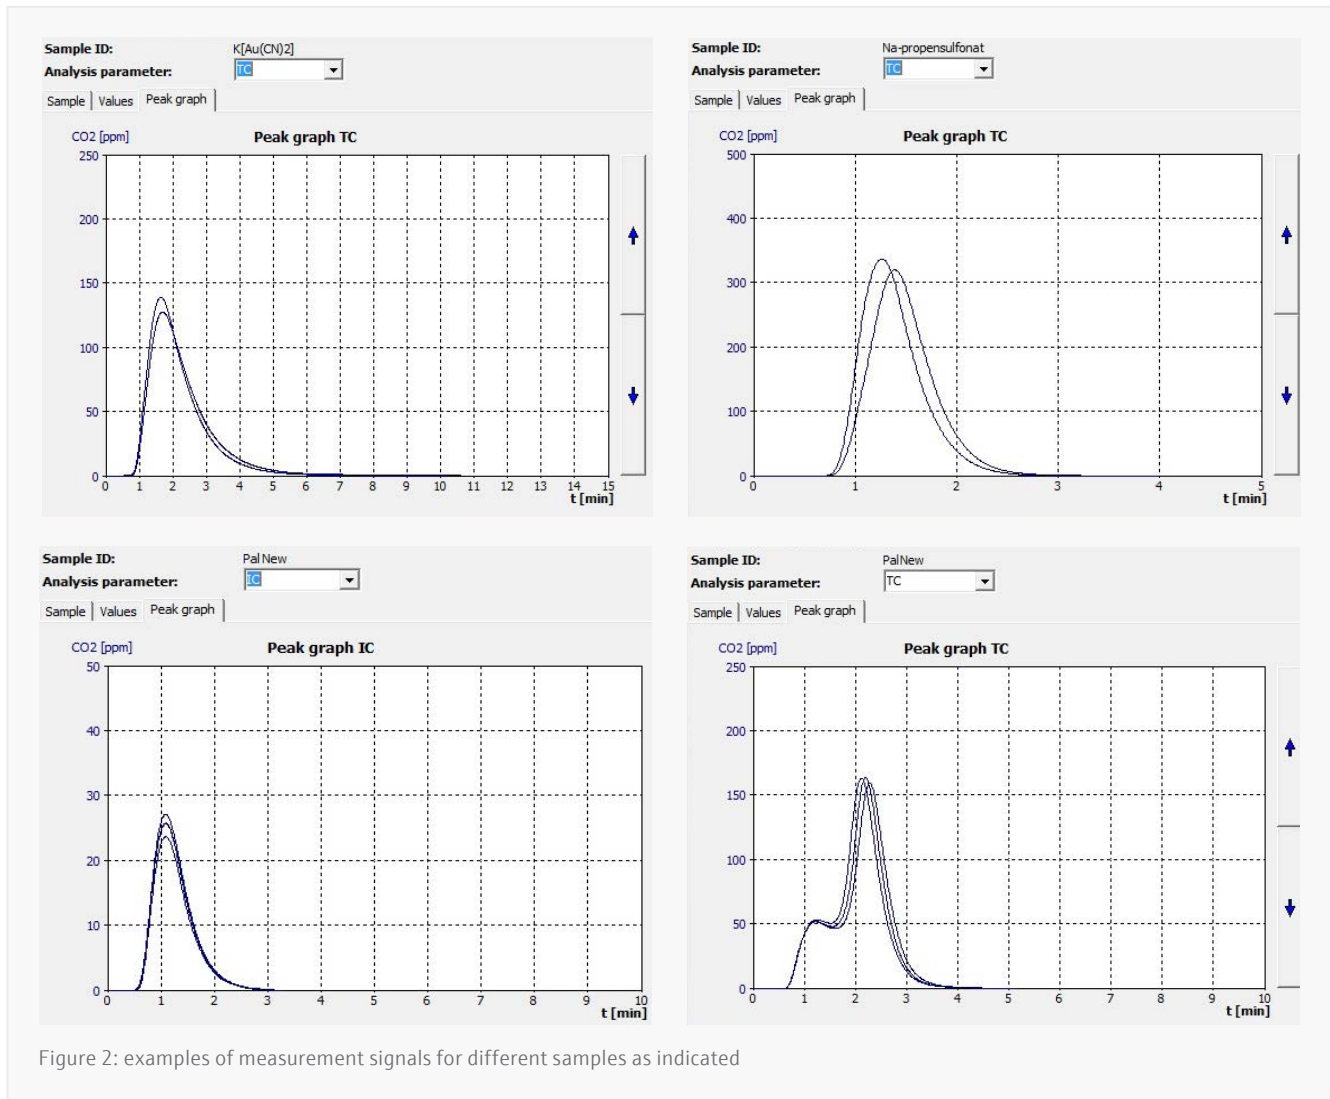 Sample ID: K[Au(CN)2]
Analysis parameter: TC
Sample Values Peak graph
CO2 [ppm] Peak graph TC
250
200
150
100
50
0
0 1 2 3 4 5 6 7 8 9 10 11 12 13 14 15
t [min]
Sample ID: Na-propensulfonat
Analysis parameter: TC
Sample Values Peak graph
CO2 [ppm] Peak graph TC
500
400
300
200
100
0
0 1 2 3 4 5
t [min]
Sample ID: PalNew
Analysis parameter: IC
Sample Values Peak graph
CO2 [ppm] Peak graph IC
50
40
30
20
10
0
0 1 2 3 4 5 6 7 8 9 10
t [min]
Sample ID: PalNew
Analysis parameter: TC
Sample Values Peak graph
CO2 [ppm] Peak graph TC
250
200
150
100
50
0
0 1 2 3 4 5 6 7 8 9 10
t [min]
Figure 2: examples of measurement signals for different samples as indicated